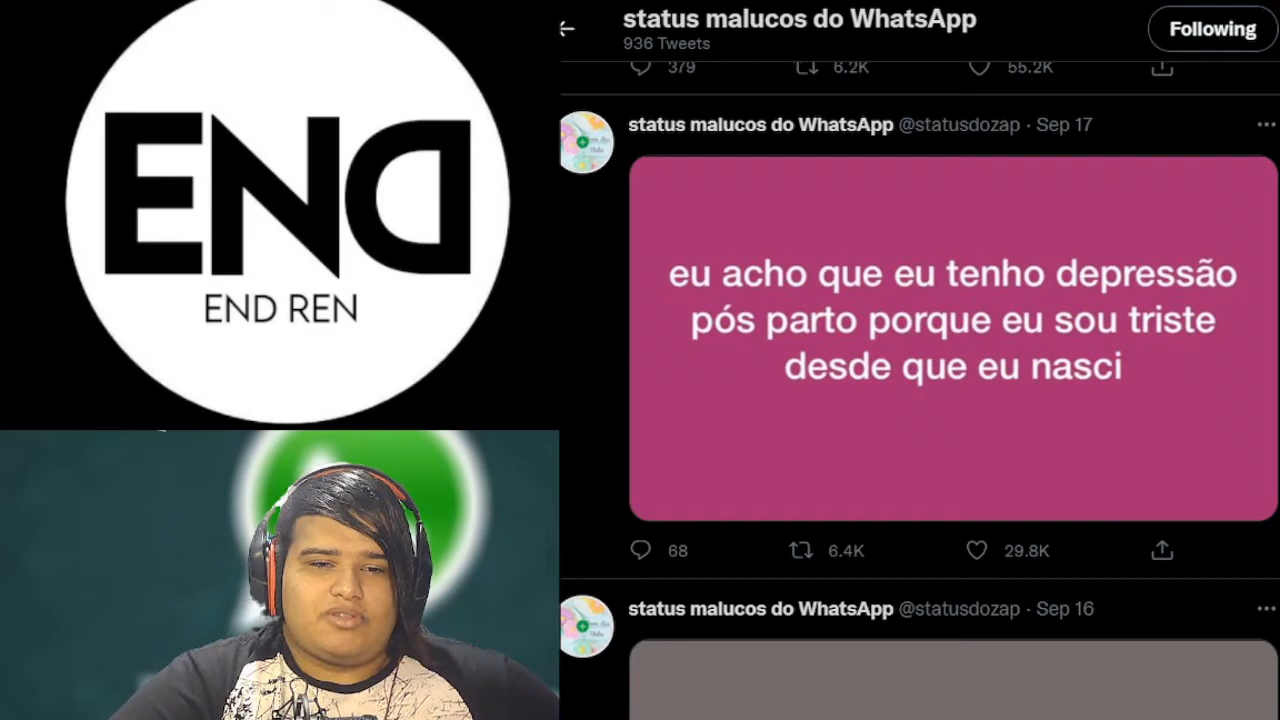 END
END REN
status malucos do WhatsApp
936 Tweets
Following
379 6.2K 55.2K
status malucos do WhatsApp @statusdozap · Sep 17
eu acho que eu tenho depressão
pós parto porque eu sou triste
desde que eu nasci
68 6.4K 29.8K
status malucos do WhatsApp @statusdozap · Sep 16